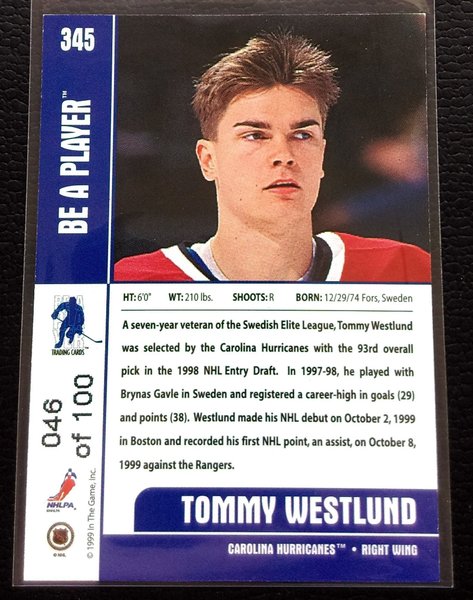 345
BE A PLAYER™
HT: 6'0" WT: 210 lbs. SHOOTS: R BORN: 12/29/74 Fors, Sweden
A seven-year veteran of the Swedish Elite League, Tommy Westlund
was selected by the Carolina Hurricanes with the 93rd overall
pick in the 1998 NHL Entry Draft. In 1997-98, he played with
Brynas Gavle in Sweden and registered a career-high in goals (29)
and points (38). Westlund made his NHL debut on October 2, 1999
in Boston and recorded his first NHL point, an assist, on October 8,
1999 against the Rangers.
TRADING CARDS
046
of 100
NHLPA
© NHL
© 1999 In The Game, Inc.
TOMMY WESTLUND
CAROLINA HURRICANES™ • RIGHT WING